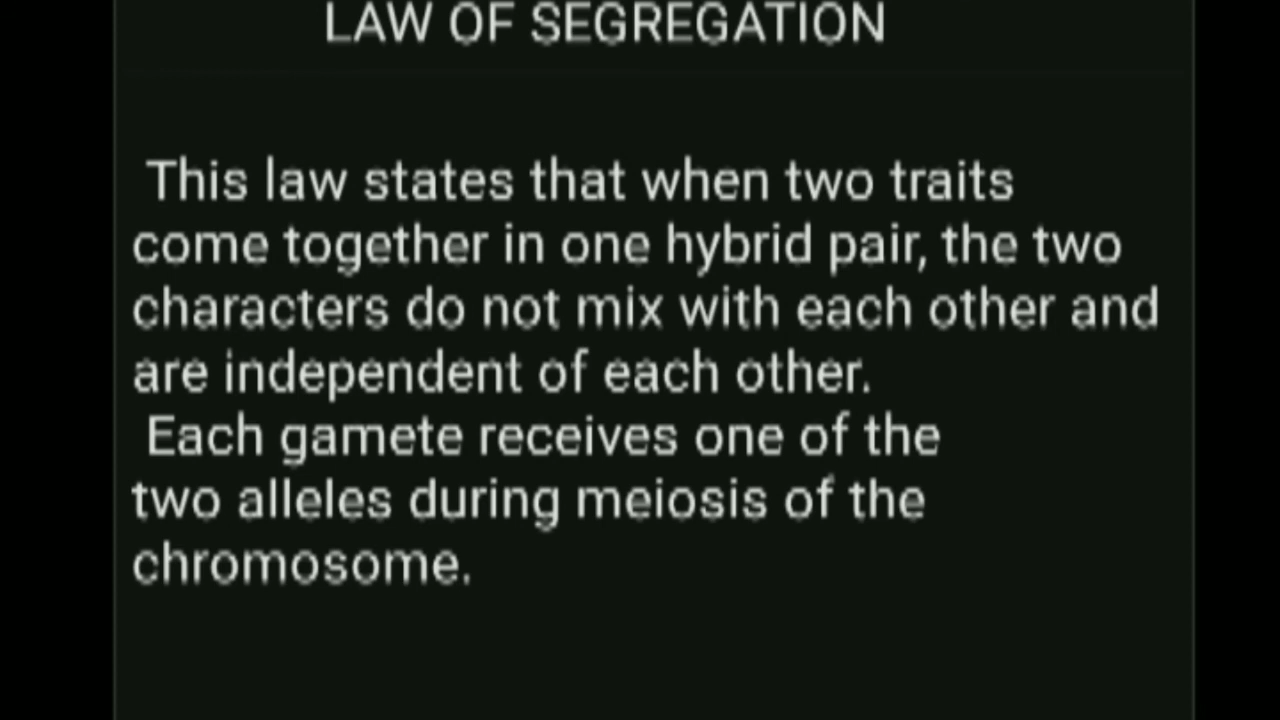 LAW OF SEGREGATION
This law states that when two traits
come together in one hybrid pair, the two
characters do not mix with each other and
are independent of each other.
Each gamete receives one of the
two alleles during meiosis of the
chromosome.